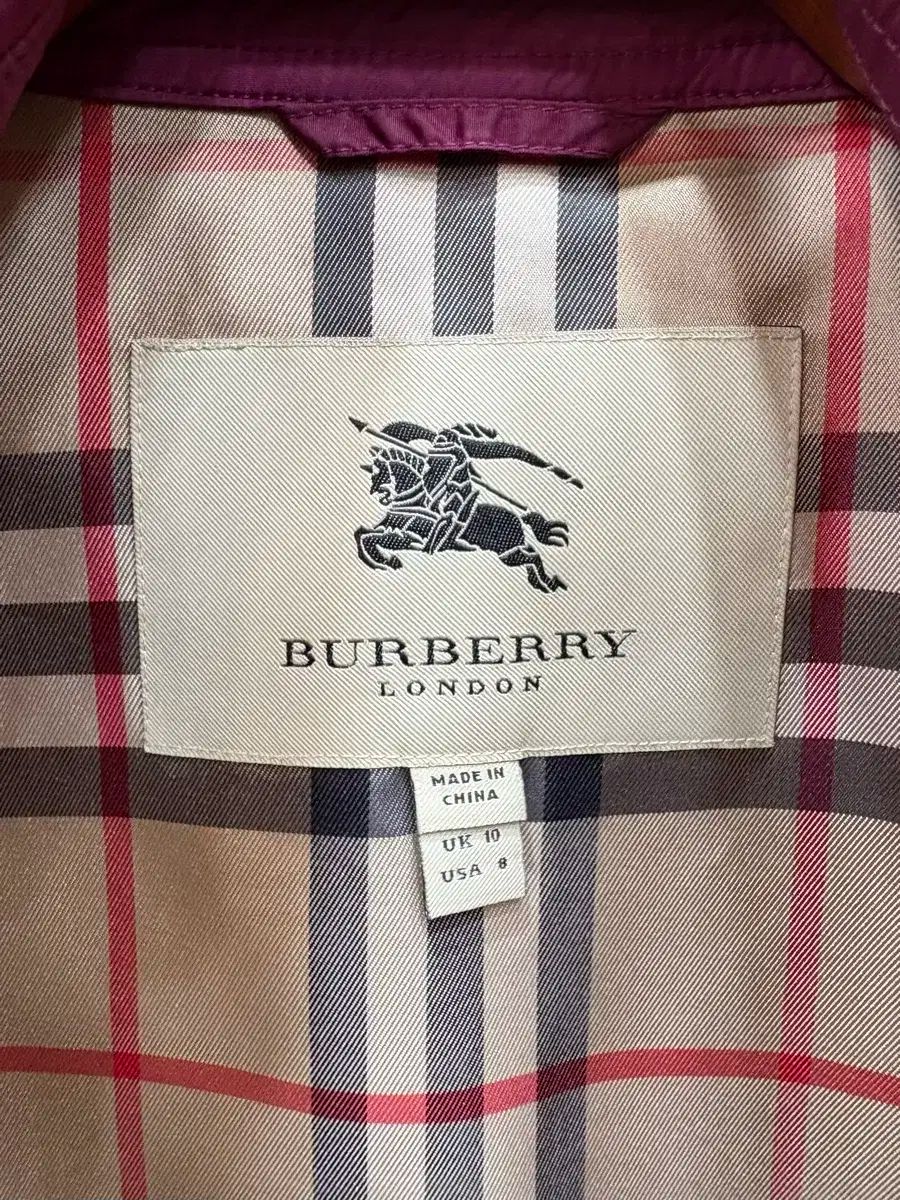 BURBERRY
LONDON
MADE IN
CHINA
UK 10
USA 8